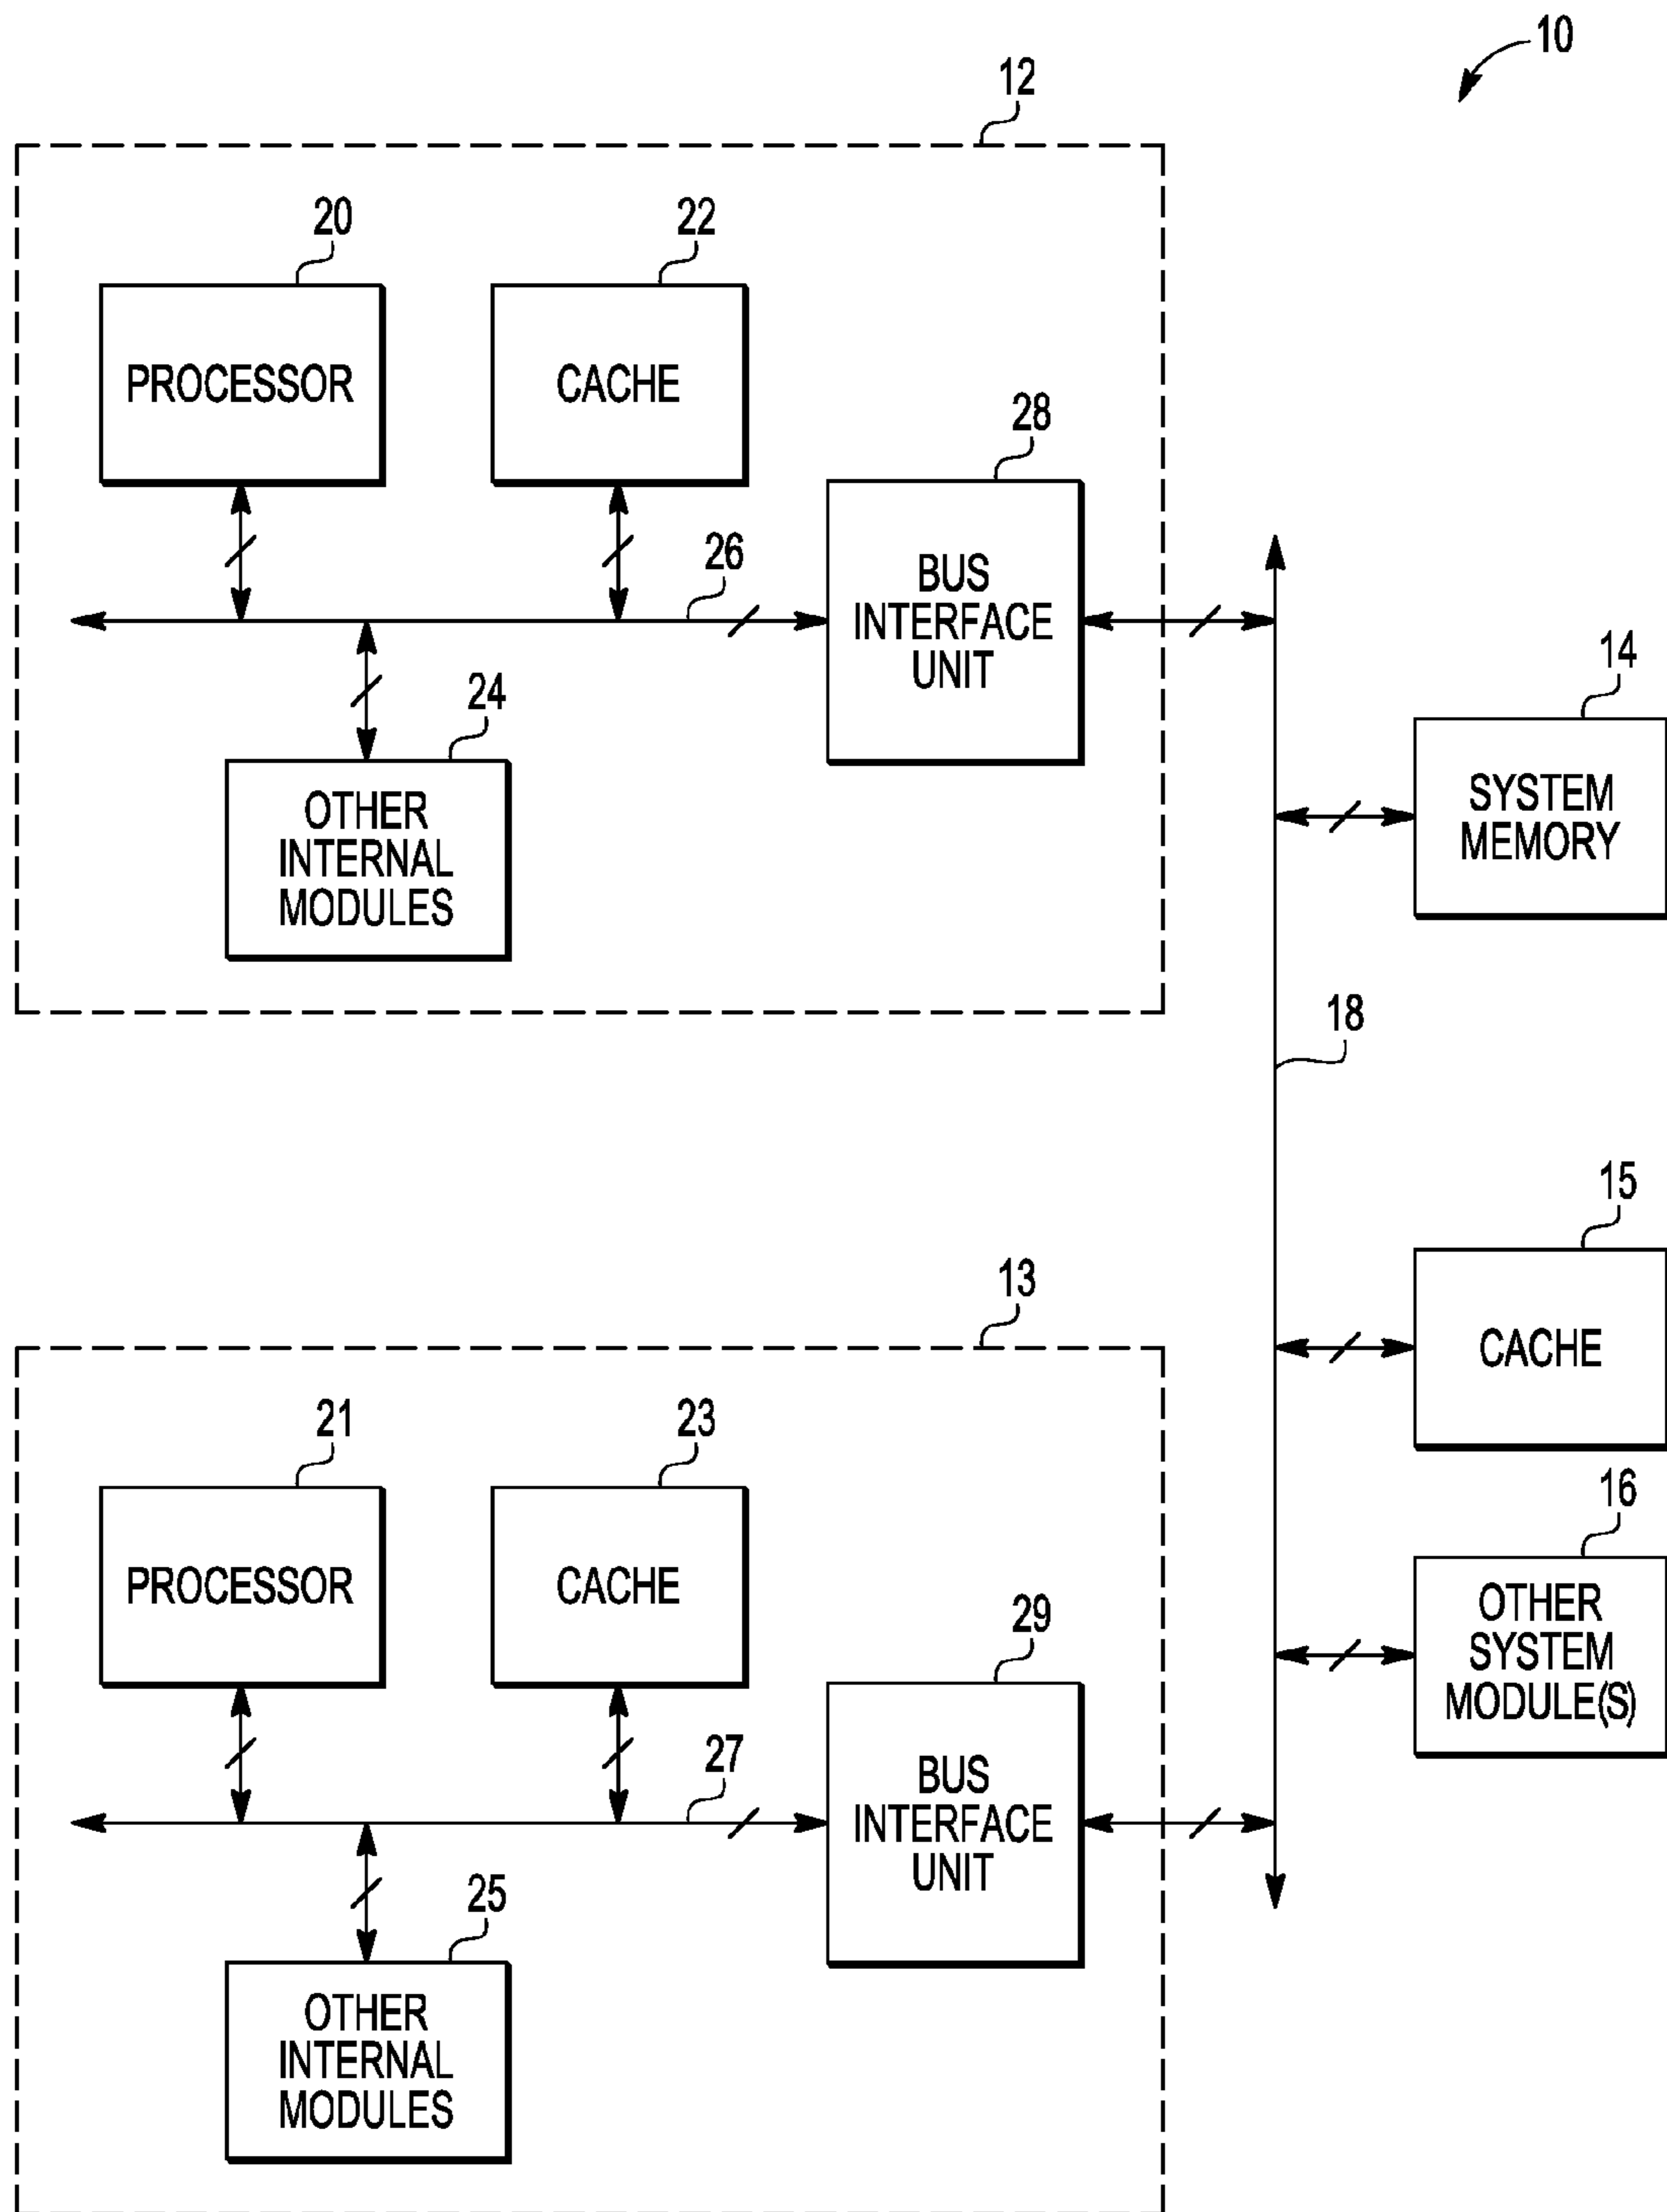 10
12
20
22
PROCESSOR
CACHE
28
26
BUS
INTERFACE
UNIT
24
OTHER
INTERNAL
MODULES
14
SYSTEM
MEMORY
18
15
CACHE
13
21
23
PROCESSOR
CACHE
29
16
OTHER
SYSTEM
MODULE(S)
27
BUS
INTERFACE
UNIT
25
OTHER
INTERNAL
MODULES